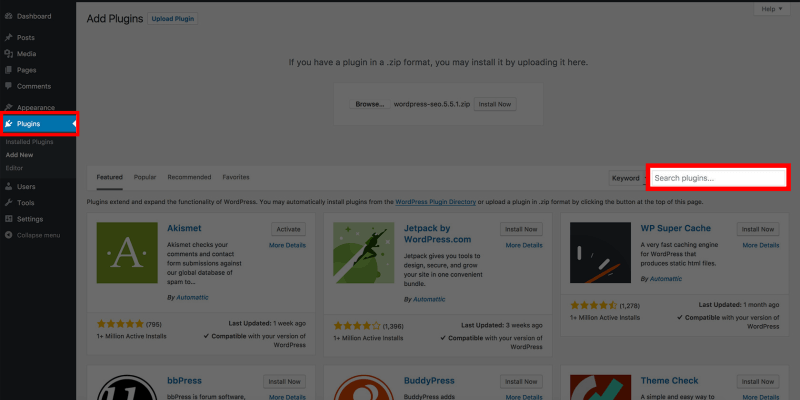 Help ▼
Dashboard
Posts
Media
Pages
Comments
Appearance
Plugins
Installed Plugins
Add New
Editor
Users
Tools
Settings
Collapse menu
Add Plugins Upload Plugin
If you have a plugin in a .zip format, you may install it by uploading it here.
Browse... wordpress-seo.5.5.1.zip Install Now
Featured Popular Recommended Favorites Keyword Search plugins...
Plugins extend and expand the functionality of WordPress. You may automatically install plugins from the WordPress Plugin Directory or upload a plugin in .zip format by clicking the button at the top of this page.
Akismet
Activate
More Details
Akismet checks your
comments and contact
form submissions against
our global database of
spam to...
By Automattic
(795)
1+ Million Active Installs
Last Updated: 1 week ago
✔ Compatible with your version of
WordPress
Jetpack by
WordPress.com
Install Now
More Details
Jetpack gives you tools to
design, secure, and grow
your site in one convenient
bundle.
By Automattic
(1,396)
1+ Million Active Installs
Last Updated: 3 weeks ago
✔ Compatible with your version of
WordPress
WP Super Cache
Install Now
More Details
A very fast caching engine
for WordPress that
produces static html files.
By Automattic
(1,279)
1+ Million Active Installs
Last Updated: 1 month ago
✔ Compatible with your version of
WordPress
bbPress
Install Now
bbPress is forum software,
BuddyPress
Install Now
BuddyPress adds
Theme Check
Install Now
A simple and easy way to